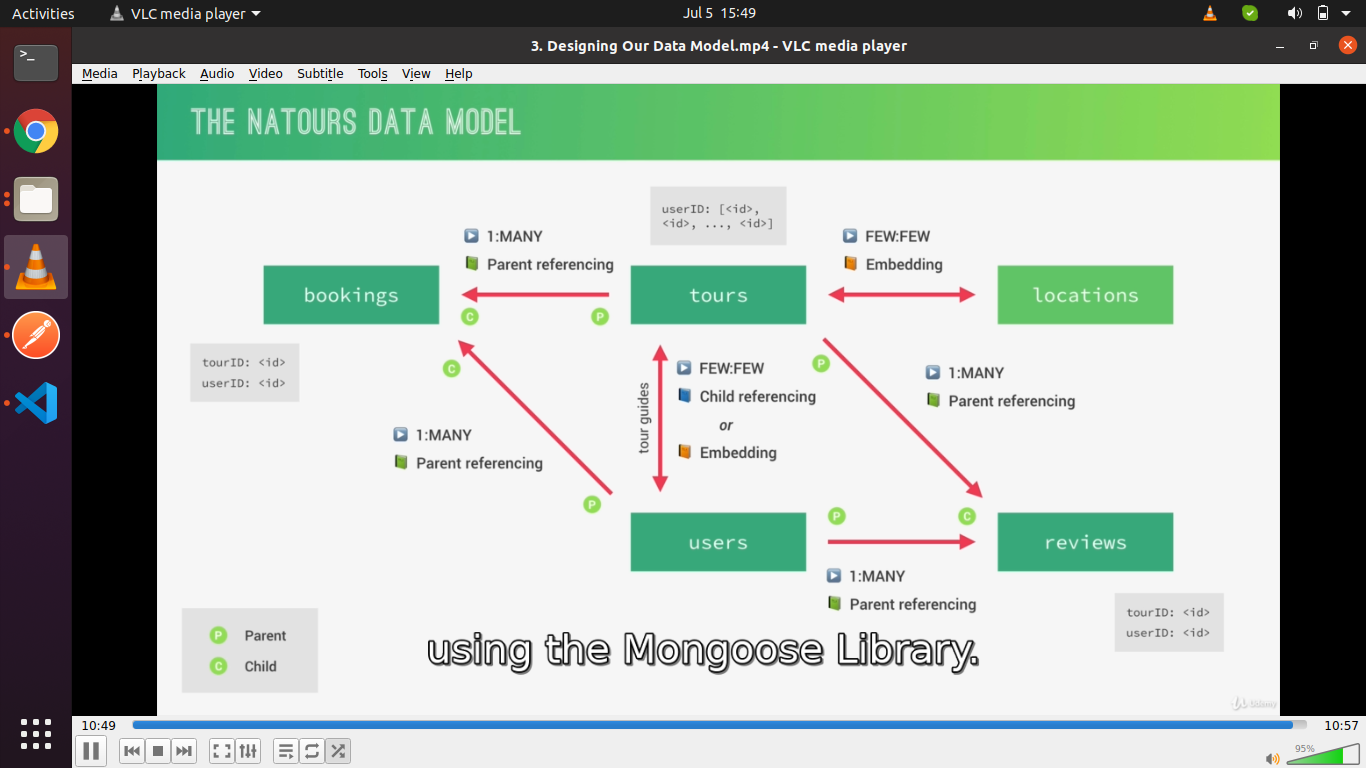 Activities
VLC media player
Jul 5 15:49
3. Designing Our Data Model.mp4 - VLC media player
Media Playback Audio Video Subtitle Tools View Help
THE NATOURS DATA MODEL
userID: [<id>,
<id>, ..., <id>]
1:MANY
Parent referencing
FEW:FEW
Embedding
bookings
tours
locations
C
P
tourID: <id>
userID: <id>
C
1:MANY
Parent referencing
P
tour guides
FEW:FEW
Child referencing
or
Embedding
P
1:MANY
Parent referencing
P
C
users
reviews
1:MANY
Parent referencing
tourID: <id>
userID: <id>
P Parent
C Child
using the Mongoose Library.
Udemy
10:49
10:57
95%